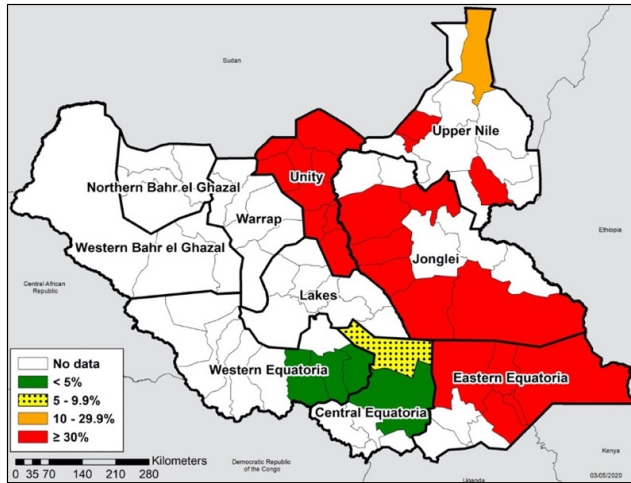 Sudan
Upper Nile
Unity
Northern Bahr el Ghazal
Warrap
Ethiopia
Western Bahr el Ghazal
Jonglei
Central African
Republic
Lakes
No data
< 5%
5 - 9.9%
10 - 29.9%
≥ 30%
Western Equatoria
Eastern Equatoria
Central Equatoria
Kilometers
0 35 70 140 210 280
Democratic Republic
of the Congo
Kenya
Uganda
03/05/2020